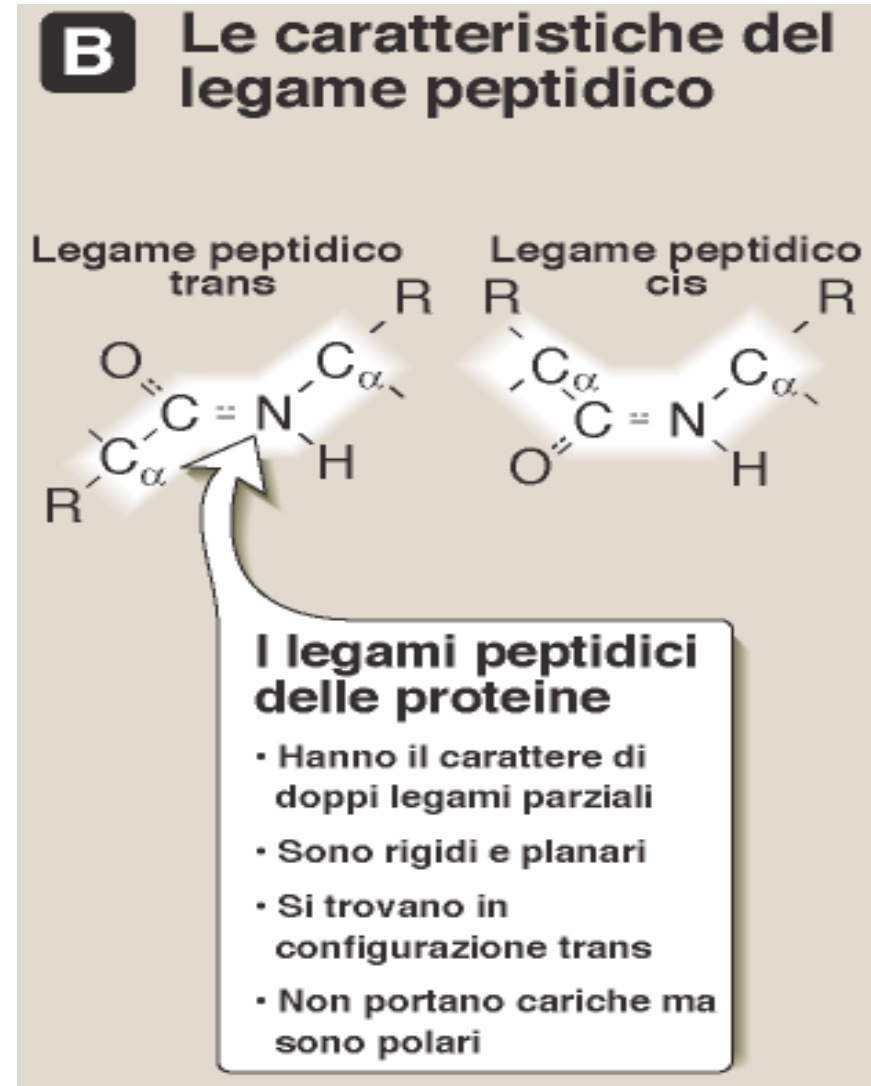 B
Le caratteristiche del
legame peptidico
Legame peptidico
trans
R
O
Cα
C = N
Cα
H
R
Legame peptidico
cis
R
R
Cα
Cα
C = N
O
H
I legami peptidici
delle proteine
· Hanno il carattere di
doppi legami parziali
· Sono rigidi e planari
· Si trovano in
configurazione trans
· Non portano cariche ma
sono polari